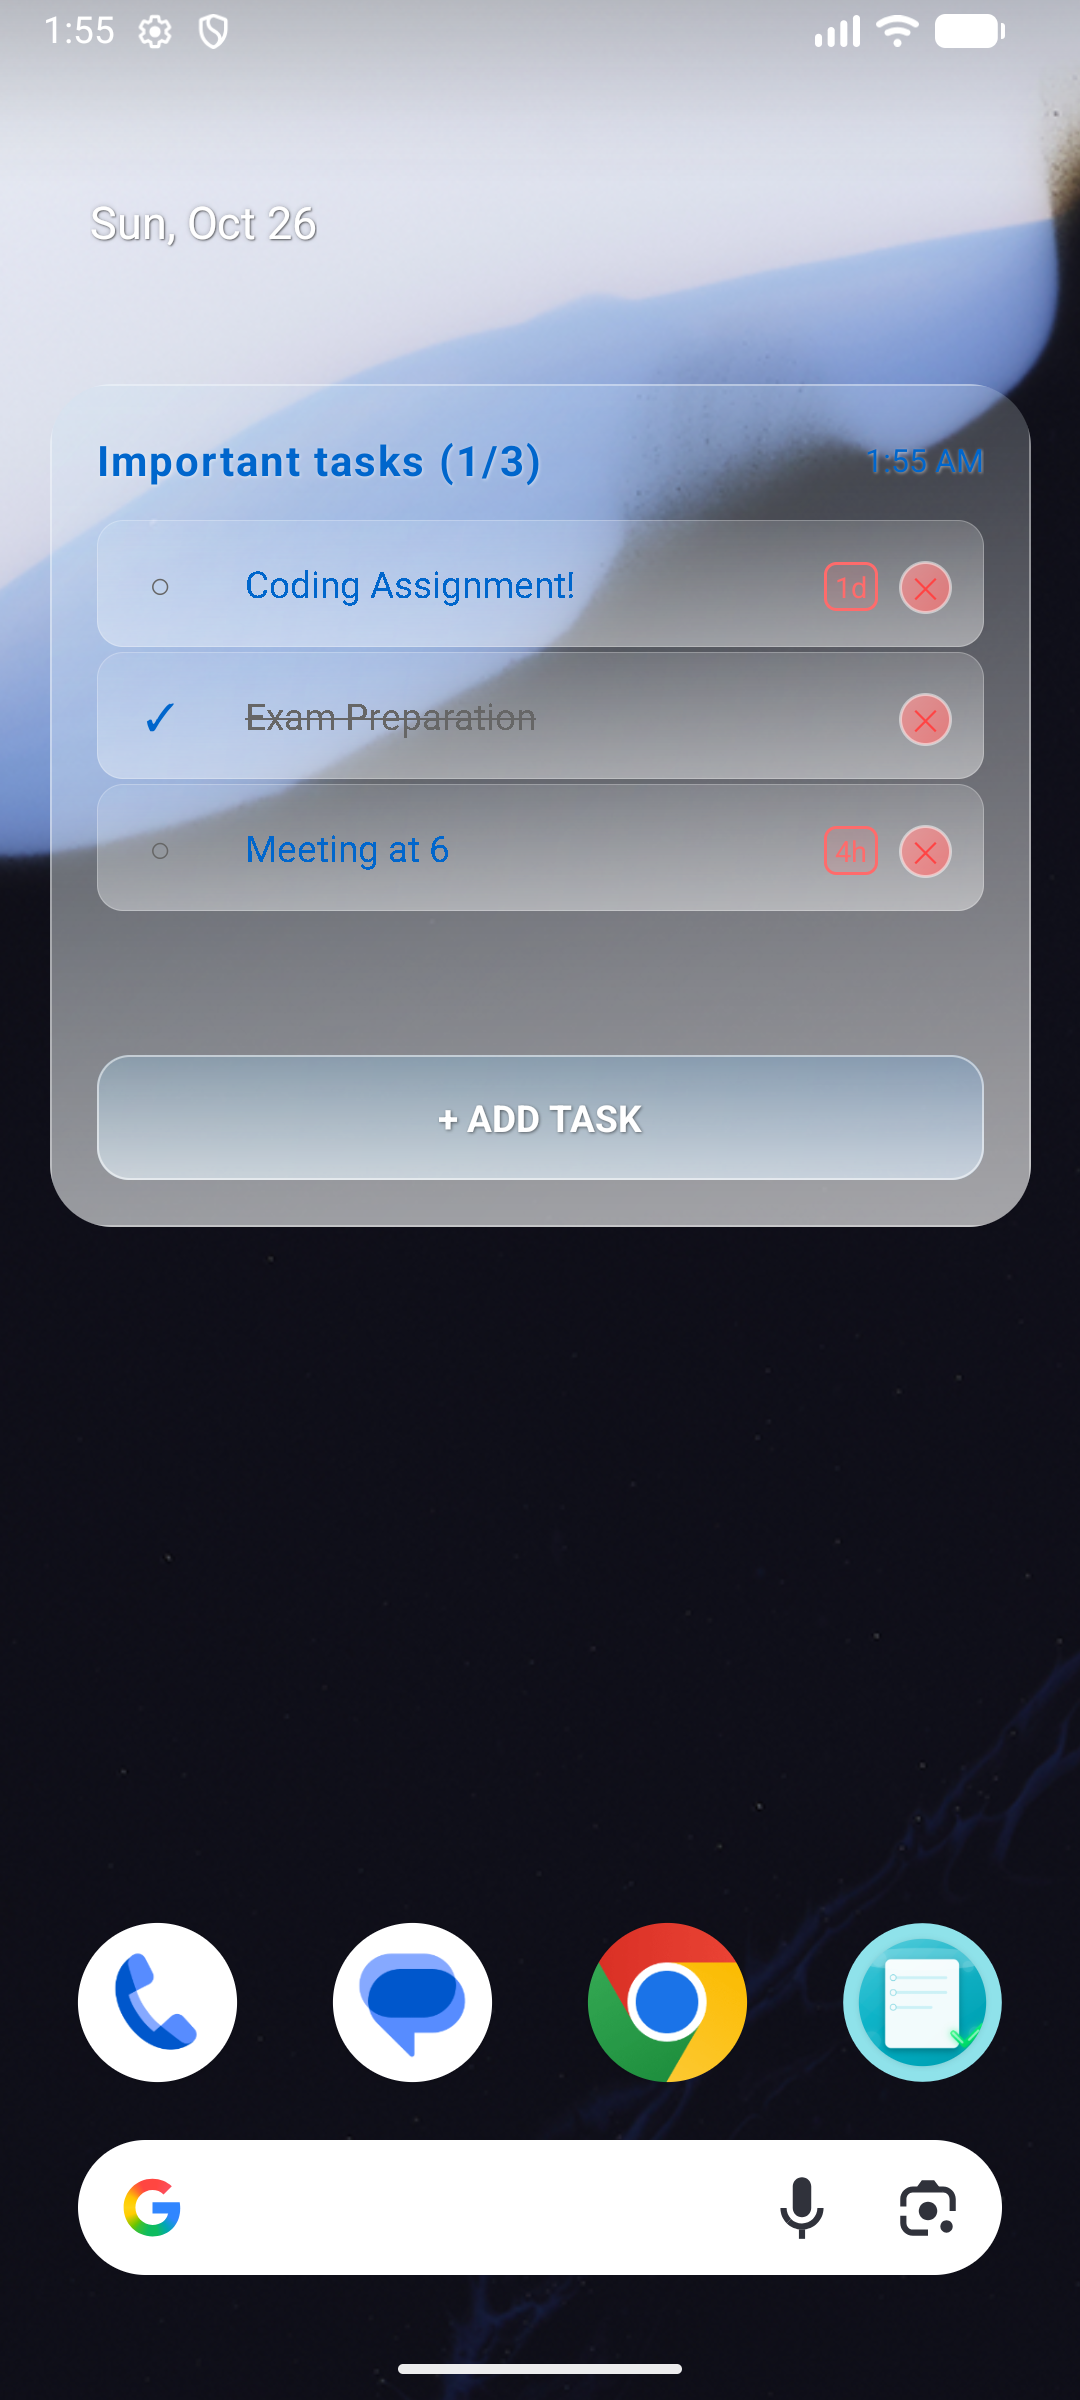 1:55
Sun, Oct 26
Important tasks (1/3)
1:55 AM
○ Coding Assignment! 1d
✓ Exam Preparation
○ Meeting at 6 4h
+ ADD TASK